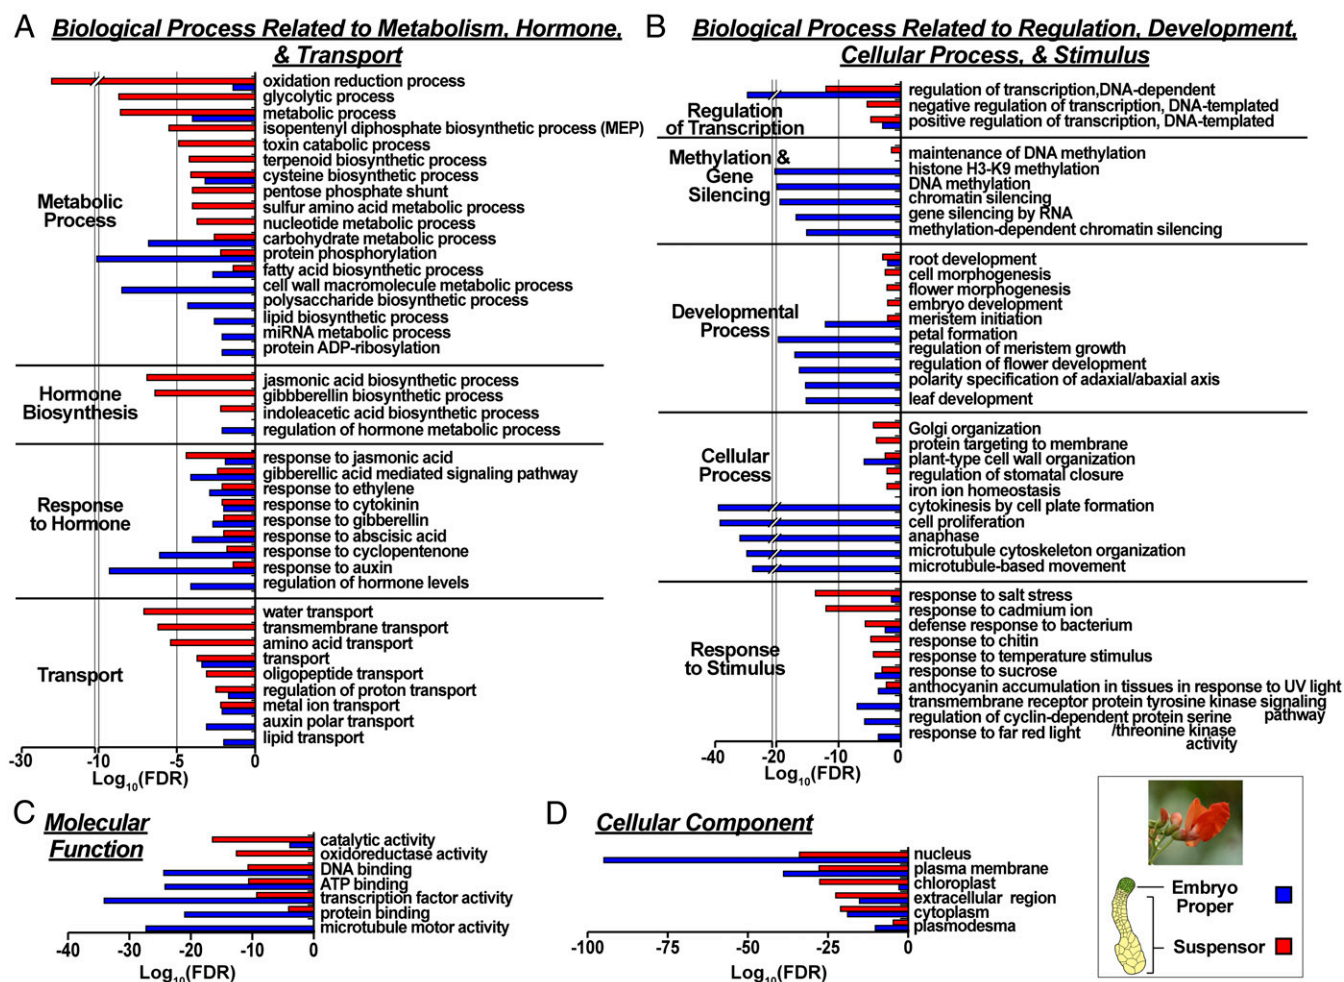 A
Biological Process Related to Metabolism, Hormone,
& Transport
Metabolic
Process
oxidation reduction process
glycolytic process
metabolic process
isopentenyl diphosphate biosynthetic process (MEP)
toxin catabolic process
terpenoid biosynthetic process
cysteine biosynthetic process
pentose phosphate shunt
sulfur amino acid metabolic process
nucleotide metabolic process
carbohydrate metabolic process
protein phosphorylation
fatty acid biosynthetic process
cell wall macromolecule metabolic process
polysaccharide biosynthetic process
lipid biosynthetic process
miRNA metabolic process
protein ADP-ribosylation
Hormone
Biosynthesis
jasmonic acid biosynthetic process
gibbberellin biosynthetic process
indoleacetic acid biosynthetic process
regulation of hormone metabolic process
Response
to Hormone
response to jasmonic acid
gibberellic acid mediated signaling pathway
response to ethylene
response to cytokinin
response to gibberellin
response to abscisic acid
response to cyclopentenone
response to auxin
regulation of hormone levels
Transport
water transport
transmembrane transport
amino acid transport
transport
oligopeptide transport
regulation of proton transport
metal ion transport
auxin polar transport
lipid transport
-30 -10 -5 0
Log10(FDR)
B
Biological Process Related to Regulation, Development,
Cellular Process, & Stimulus
Regulation
of Transcription
regulation of transcription,DNA-dependent
negative regulation of transcription, DNA-templated
positive regulation of transcription, DNA-templated
Methylation &
Gene
Silencing
maintenance of DNA methylation
histone H3-K9 methylation
DNA methylation
chromatin silencing
gene silencing by RNA
methylation-dependent chromatin silencing
Developmental
Process
root development
cell morphogenesis
flower morphogenesis
embryo development
meristem initiation
petal formation
regulation of meristem growth
regulation of flower development
polarity specification of adaxial/abaxial axis
leaf development
Cellular
Process
Golgi organization
protein targeting to membrane
plant-type cell wall organization
regulation of stomatal closure
iron ion homeostasis
cytokinesis by cell plate formation
cell proliferation
anaphase
microtubule cytoskeleton organization
microtubule-based movement
Response
to Stimulus
response to salt stress
response to cadmium ion
defense response to bacterium
response to chitin
response to temperature stimulus
response to sucrose
anthocyanin accumulation in tissues in response to UV light
transmembrane receptor protein tyrosine kinase signaling
pathway
regulation of cyclin-dependent protein serine
/threonine kinase
activity
response to far red light
-40 -20 -10 0
Log10(FDR)
C
Molecular
Function
catalytic activity
oxidoreductase activity
DNA binding
ATP binding
transcription factor activity
protein binding
microtubule motor activity
-40 -30 -20 -10 0
Log10(FDR)
D
Cellular Component
nucleus
plasma membrane
chloroplast
extracellular region
cytoplasm
plasmodesma
-100 -75 -50 -25 0
Log10(FDR)
Embryo
Proper
Suspensor